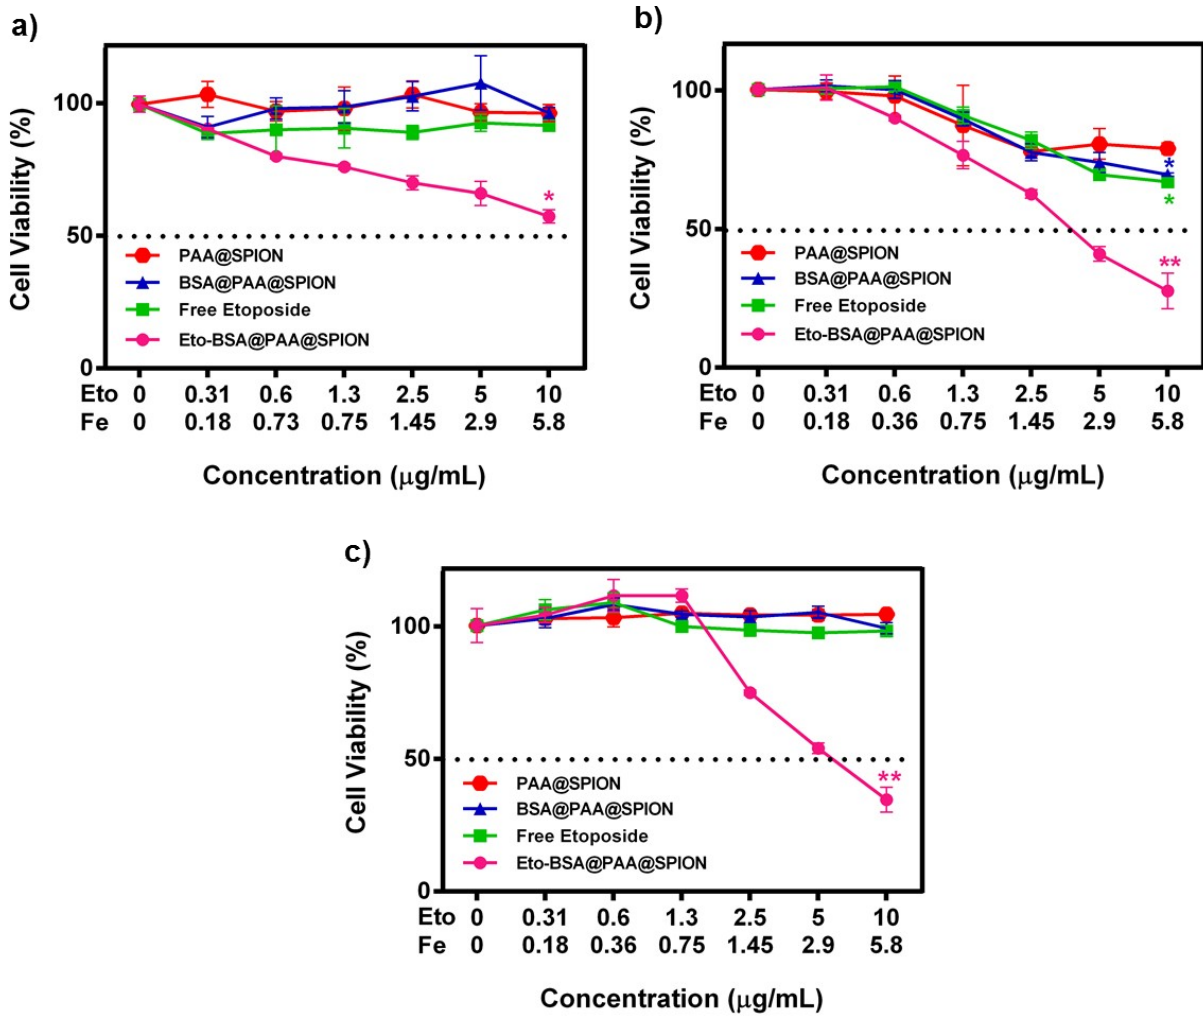 a)
Cell Viability (%)
100
50
0
PAA@SPION
BSA@PAA@SPION
Free Etoposide
Eto-BSA@PAA@SPION
*
Eto 0 0.31 0.6 1.3 2.5 5 10
Fe 0 0.18 0.73 0.75 1.45 2.9 5.8
Concentration (μg/mL)
b)
Cell Viability (%)
100
50
0
PAA@SPION
BSA@PAA@SPION
Free Etoposide
Eto-BSA@PAA@SPION
*
*
**
Eto 0 0.31 0.6 1.3 2.5 5 10
Fe 0 0.18 0.36 0.75 1.45 2.9 5.8
Concentration (μg/mL)
c)
Cell Viability (%)
100
50
0
PAA@SPION
BSA@PAA@SPION
Free Etoposide
Eto-BSA@PAA@SPION
**
Eto 0 0.31 0.6 1.3 2.5 5 10
Fe 0 0.18 0.36 0.75 1.45 2.9 5.8
Concentration (μg/mL)